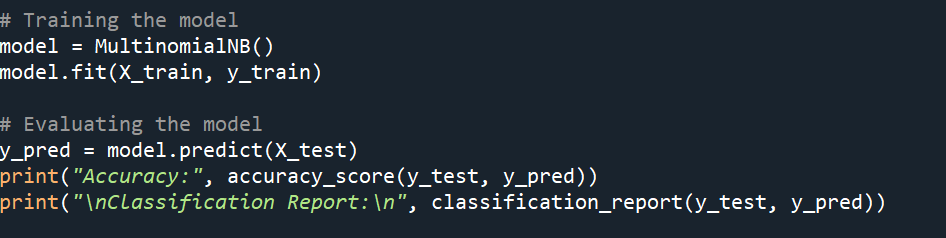 # Training the model
model = MultinomialNB()
model.fit(X_train, y_train)
# Evaluating the model
y_pred = model.predict(X_test)
print("Accuracy:", accuracy_score(y_test, y_pred))
print("\nClassification Report:\n", classification_report(y_test, y_pred))